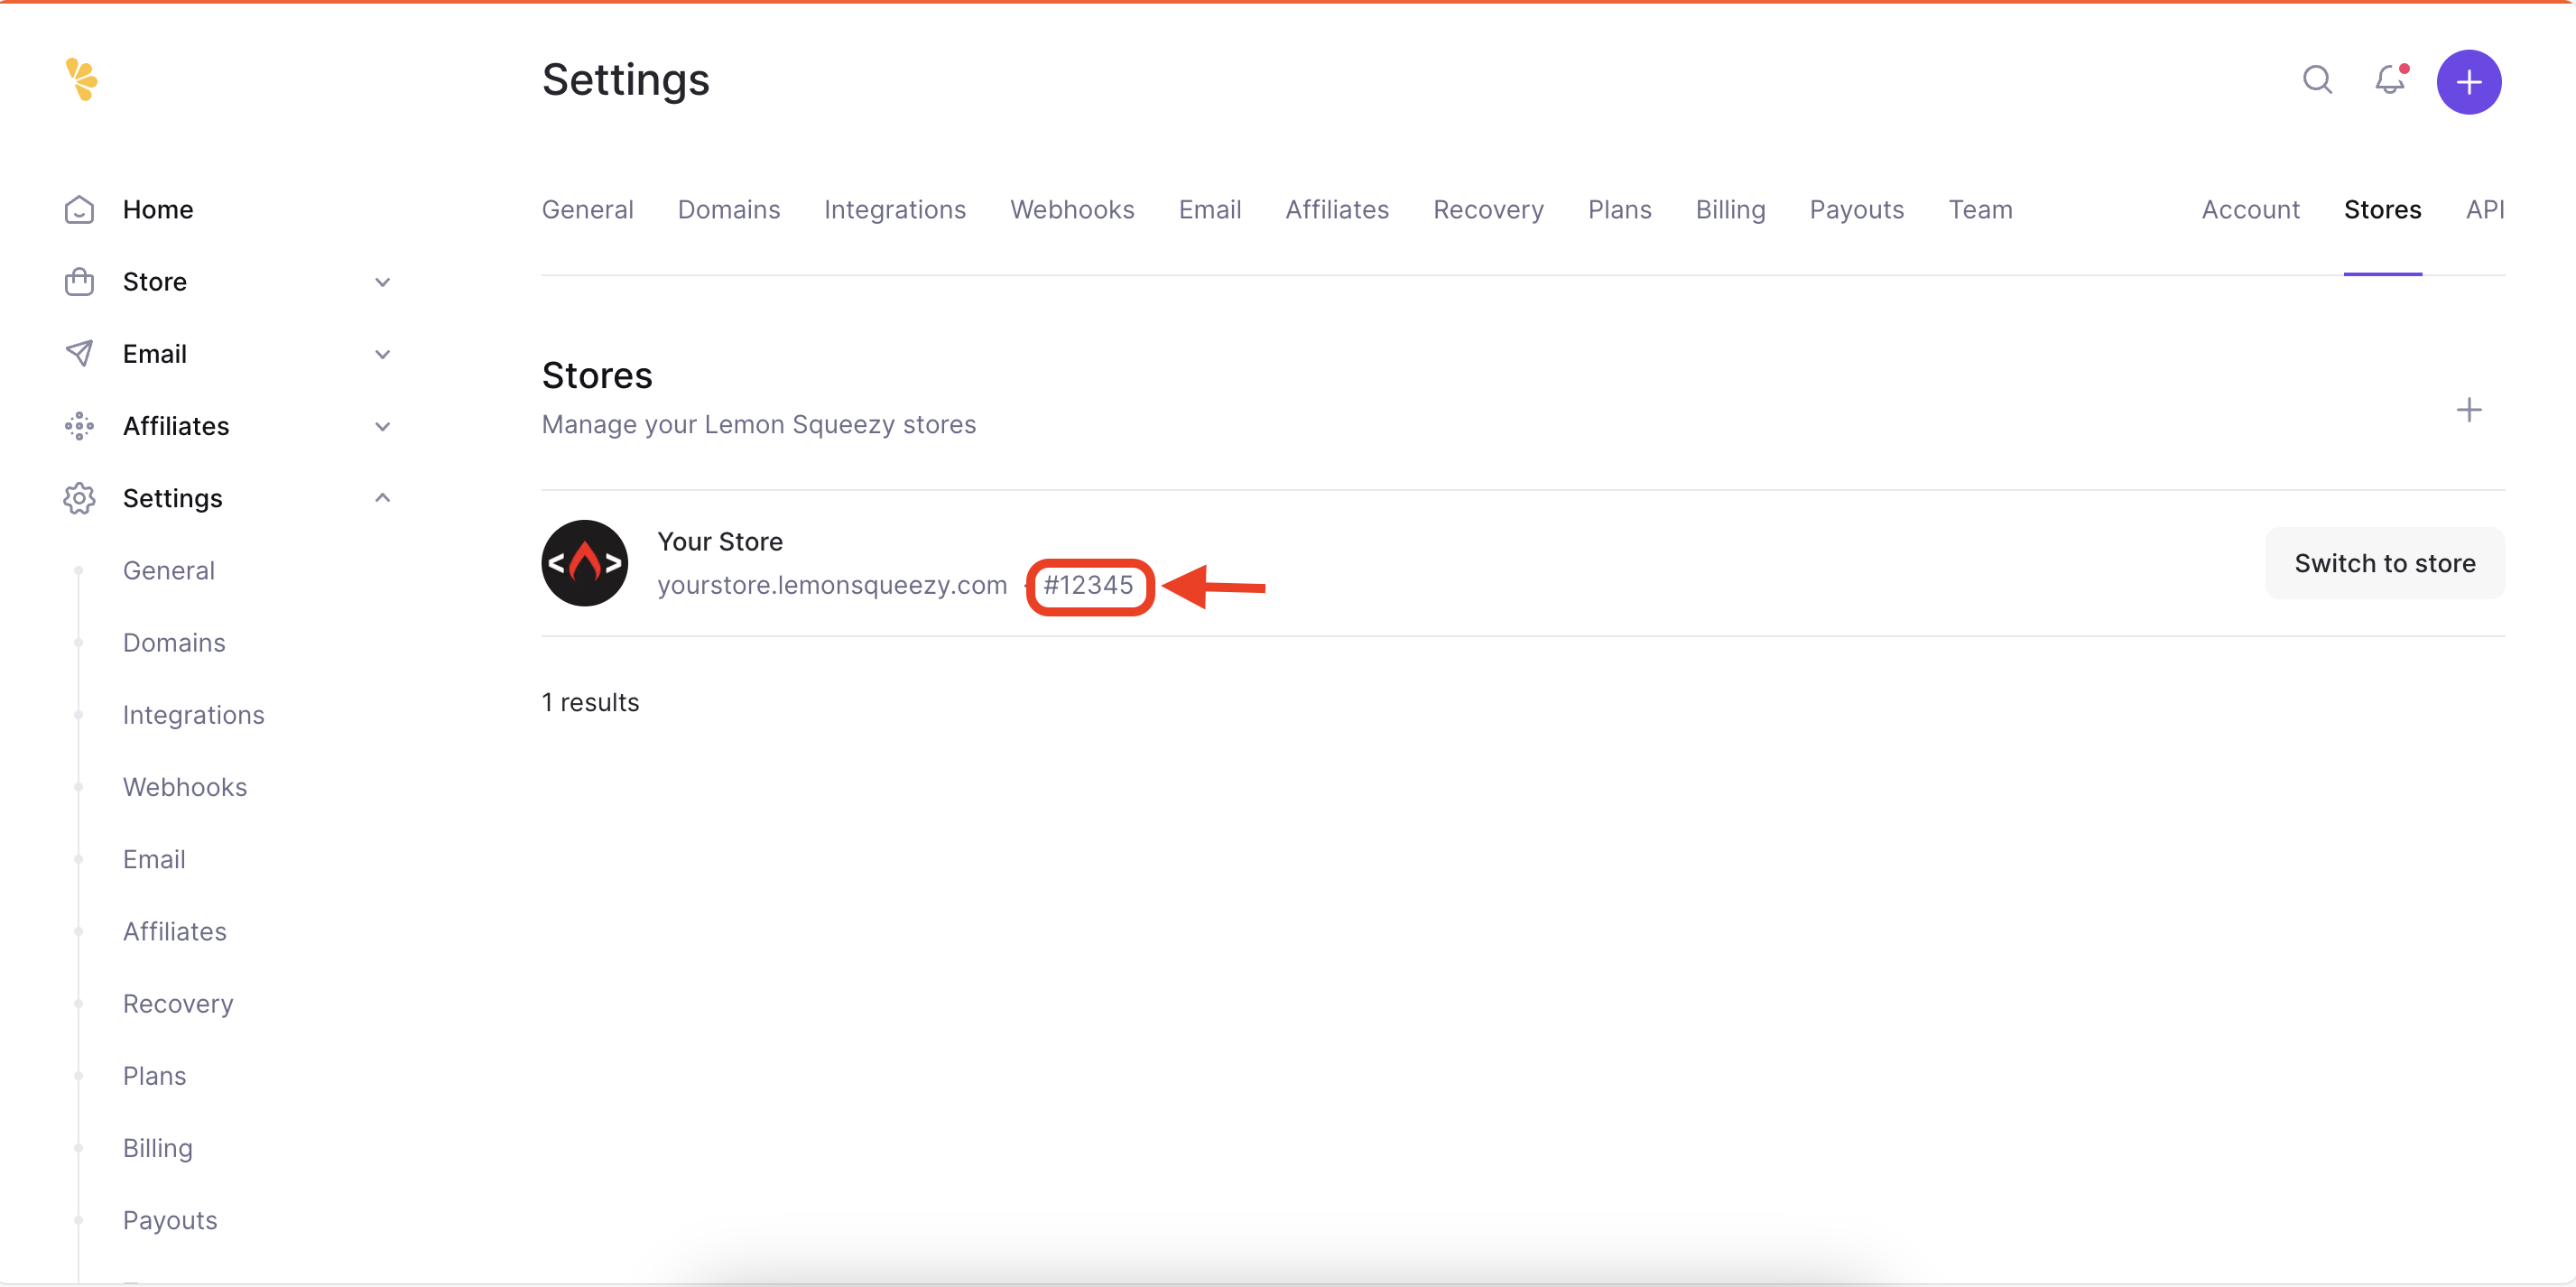 Settings
Home
Store
Email
Affiliates
Settings
General
Domains
Integrations
Webhooks
Email
Affiliates
Recovery
Plans
Billing
Payouts
General Domains Integrations Webhooks Email Affiliates Recovery Plans Billing Payouts Team Account Stores API
Stores
Manage your Lemon Squeezy stores
Your Store
yourstore.lemonsqueezy.com #12345
Switch to store
1 results